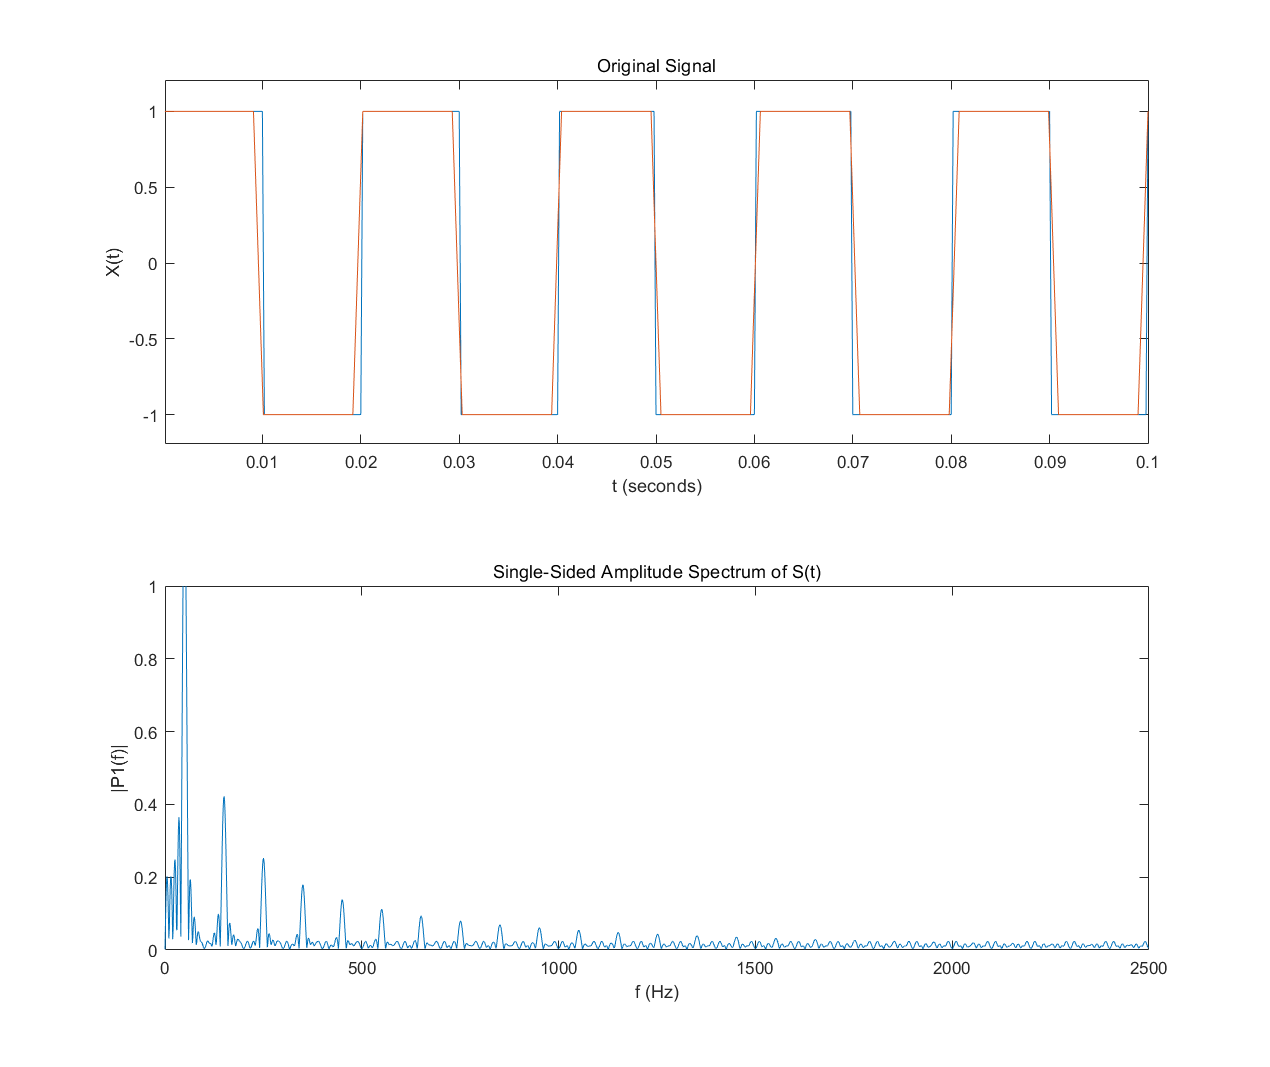 Original Signal
1
0.5
0
-0.5
-1
X(t)
0.01 0.02 0.03 0.04 0.05 0.06 0.07 0.08 0.09 0.1
t (seconds)
Single-Sided Amplitude Spectrum of S(t)
1
0.8
0.6
0.4
0.2
0
|P1(f)|
0 500 1000 1500 2000 2500
f (Hz)